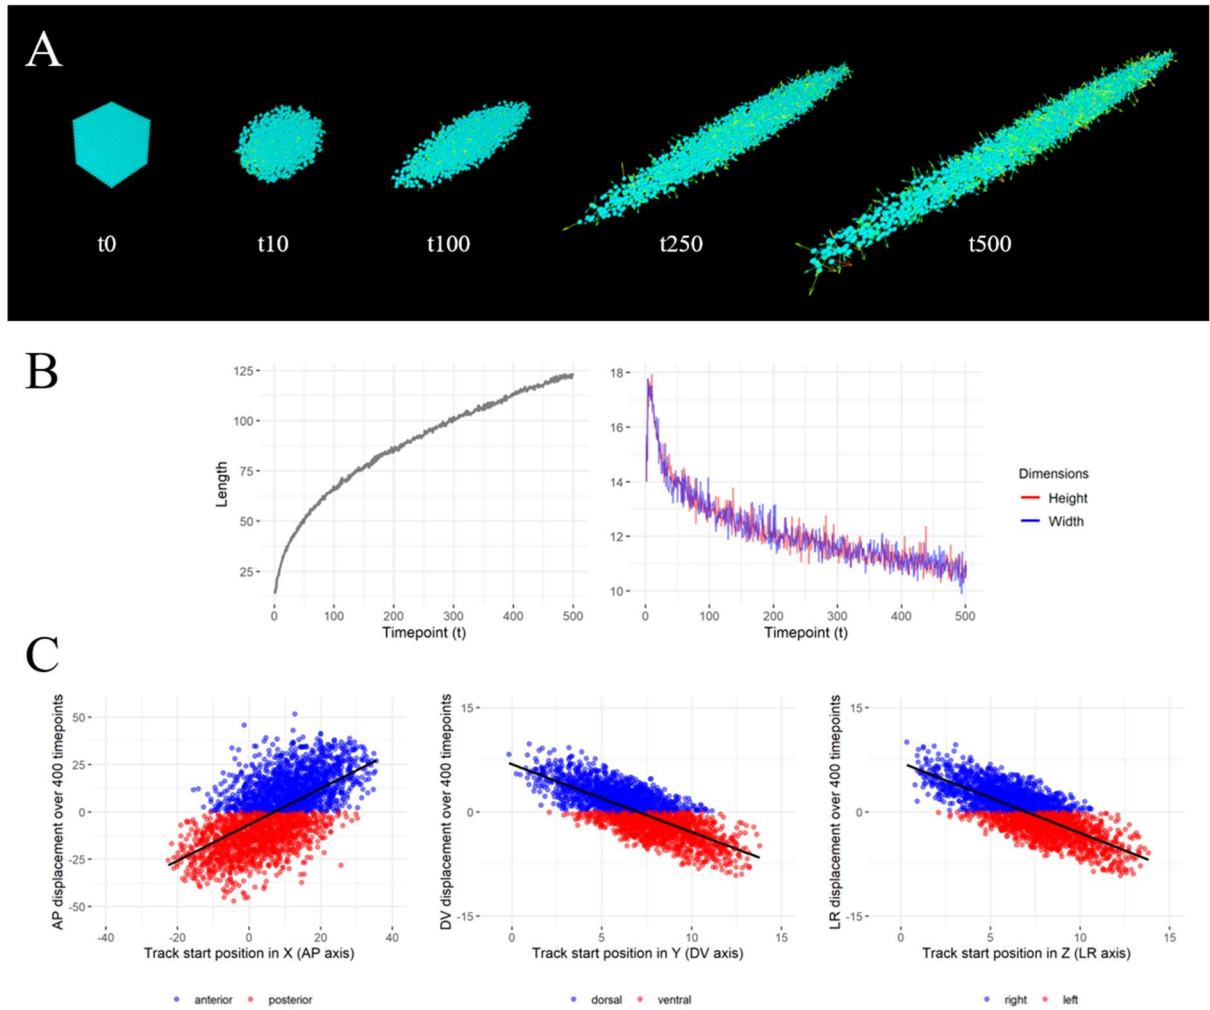 A
t0
t10
t100
t250
t500
B
125
100
75
50
25
Length
0 100 200 300 400 500
Timepoint (t)
18
16
14
12
10
0 100 200 300 400 500
Timepoint (t)
Dimensions
Height
Width
C
AP displacement over 400 timepoints
50
25
0
-25
-50
-40 -20 0 20 40
Track start position in X (AP axis)
anterior posterior
DV displacement over 400 timepoints
15
0
-15
0 5 10 15
Track start position in Y (DV axis)
dorsal ventral
LR displacement over 400 timepoints
15
0
-15
0 5 10 15
Track start position in Z (LR axis)
right left